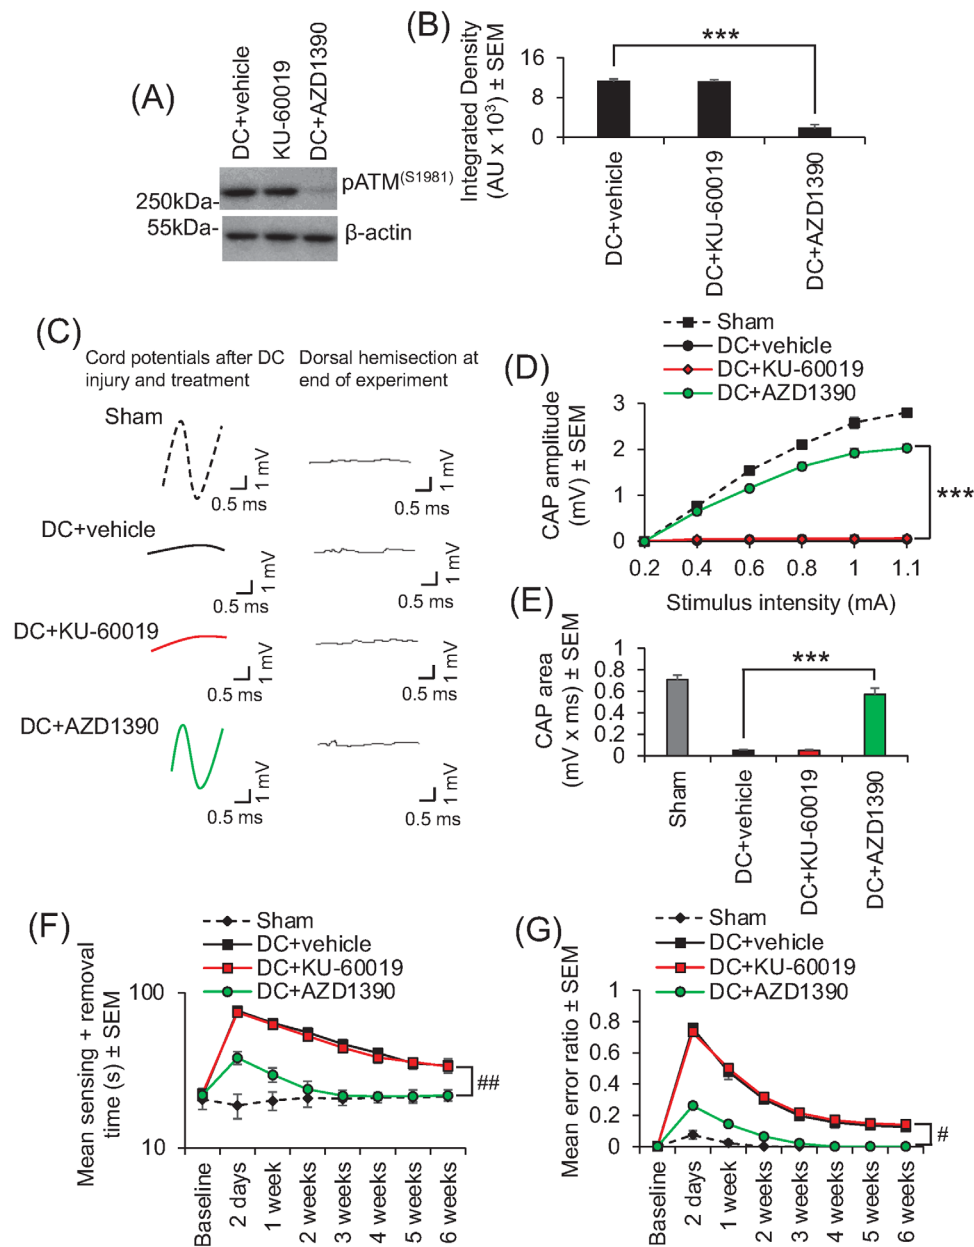 (A)
DC+vehicle
KU-60019
DC+AZD1390
250kDa-
pATM(S1981)
55kDa-
β-actin
(B)
Integrated Density
(AU x 10³) ± SEM
16
8
0
***
DC+vehicle
DC+KU-60019
DC+AZD1390
(C)
Cord potentials after DC
injury and treatment
Dorsal hemisection at
end of experiment
Sham
1 mV
0.5 ms
1 mV
0.5 ms
DC+vehicle
1 mV
0.5 ms
1 mV
0.5 ms
DC+KU-60019
1 mV
0.5 ms
1 mV
0.5 ms
DC+AZD1390
1 mV
0.5 ms
1 mV
0.5 ms
(D)
Sham
DC+vehicle
DC+KU-60019
DC+AZD1390
CAP amplitude
(mV) ± SEM
3
2
1
0
***
0.2 0.4 0.6 0.8 1 1.1
Stimulus intensity (mA)
(E)
CAP area
(mV x ms) ± SEM
1
0.8
0.6
0.4
0.2
0
***
Sham
DC+vehicle
DC+KU-60019
DC+AZD1390
(F)
Sham
DC+vehicle
DC+KU-60019
DC+AZD1390
Mean sensing + removal
time (s) ± SEM
100
10
##
Baseline
2 days
1 week
2 weeks
3 weeks
4 weeks
5 weeks
6 weeks
(G)
Sham
DC+vehicle
DC+KU-60019
DC+AZD1390
Mean error ratio ± SEM
1
0.8
0.6
0.4
0.2
0
#
Baseline
2 days
1 week
2 weeks
3 weeks
4 weeks
5 weeks
6 weeks